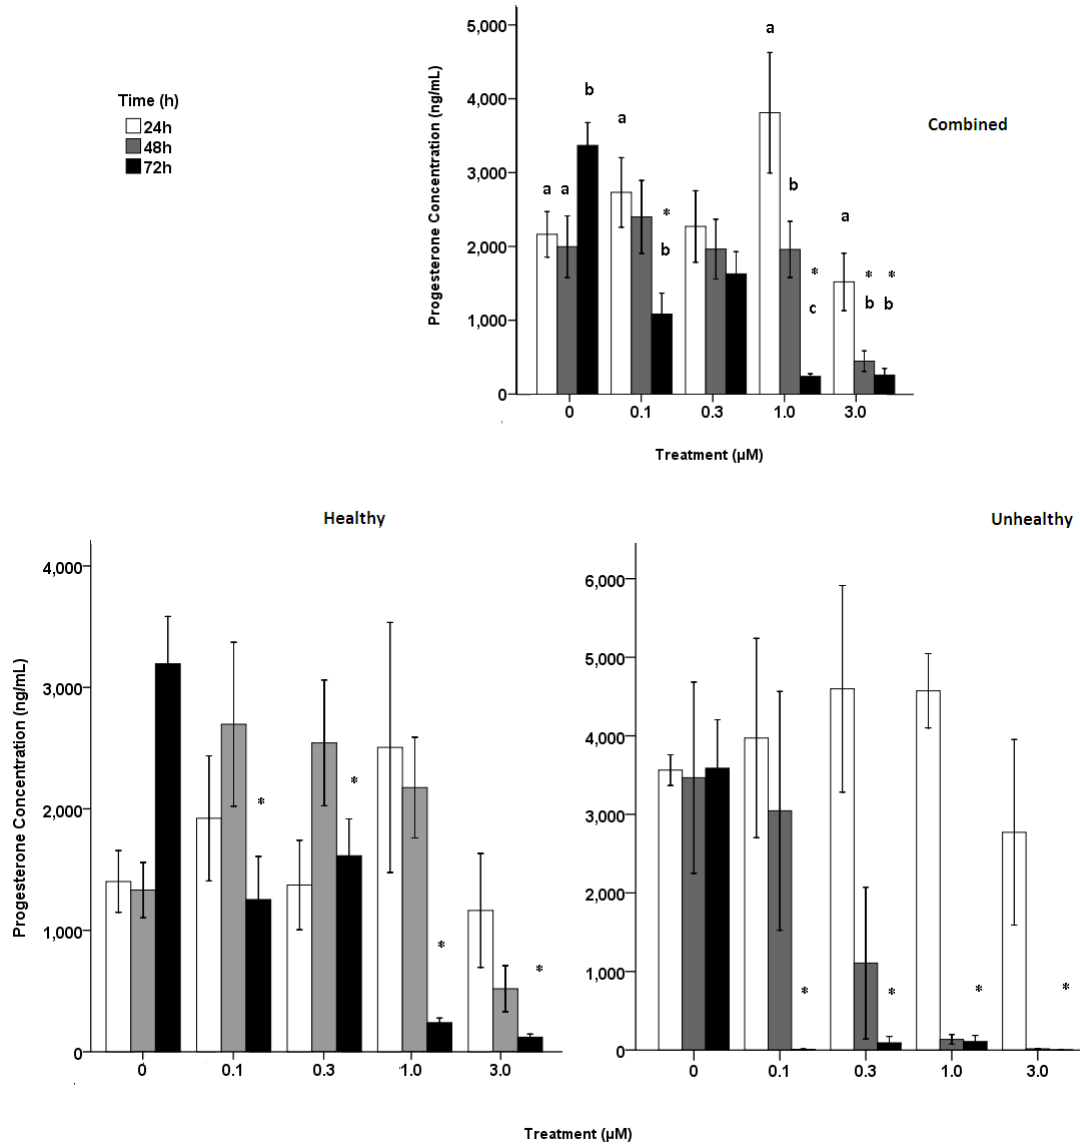 5,000
a
b
4,000
a
3,000
a a
b
a
*
2,000
b
*
* *
c
b b
1,000
0
0 0.1 0.3 1.0 3.0
Treatment (µM)
Progesterone Concentration (ng/mL)
Combined
Time (h)
24h
48h
72h
Healthy
4,000
3,000
2,000
1,000
0
* * * *
0 0.1 0.3 1.0 3.0
Progesterone Concentration (ng/mL)
Unhealthy
6,000
5,000
4,000
3,000
2,000
1,000
0
* * * *
0 0.1 0.3 1.0 3.0
Treatment (µM)